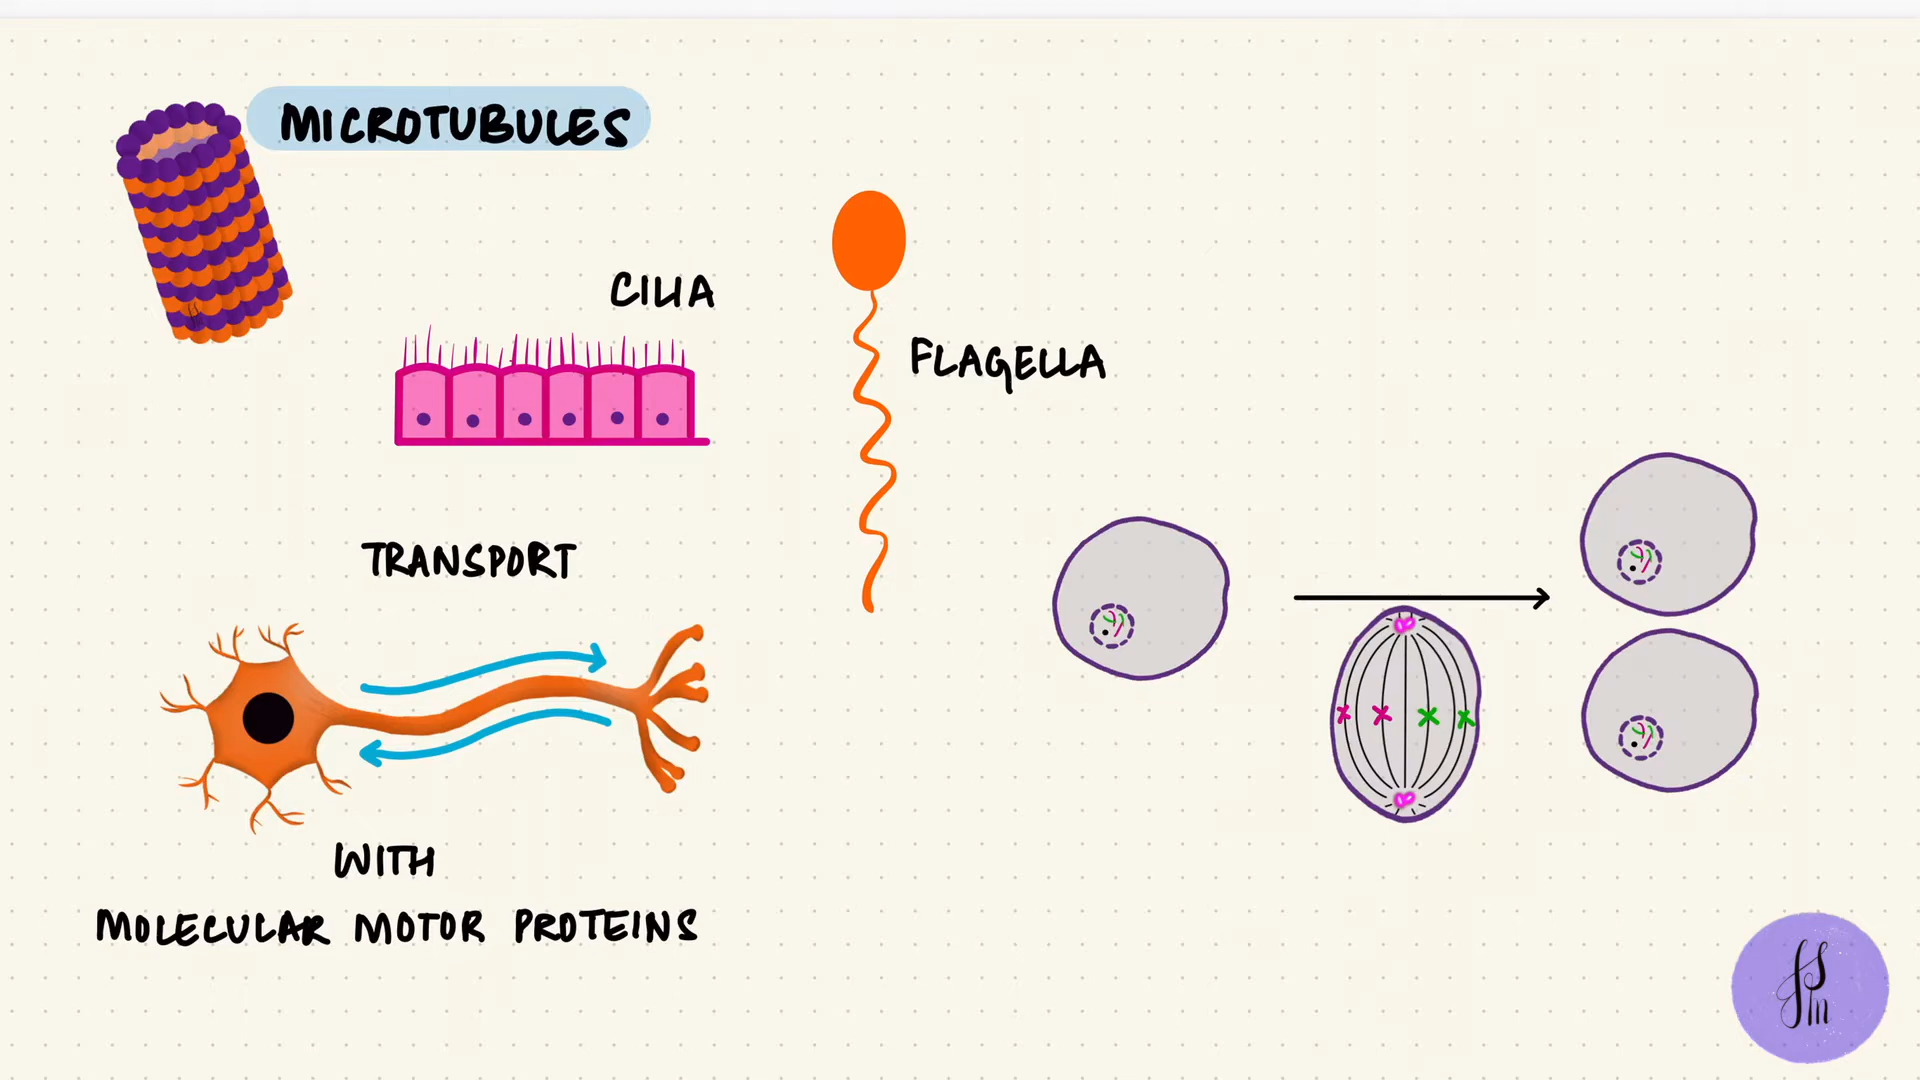 MICROTUBULES
CILIA
FLAGELLA
TRANSPORT
WITH
MOLECULAR MOTOR PROTEINS